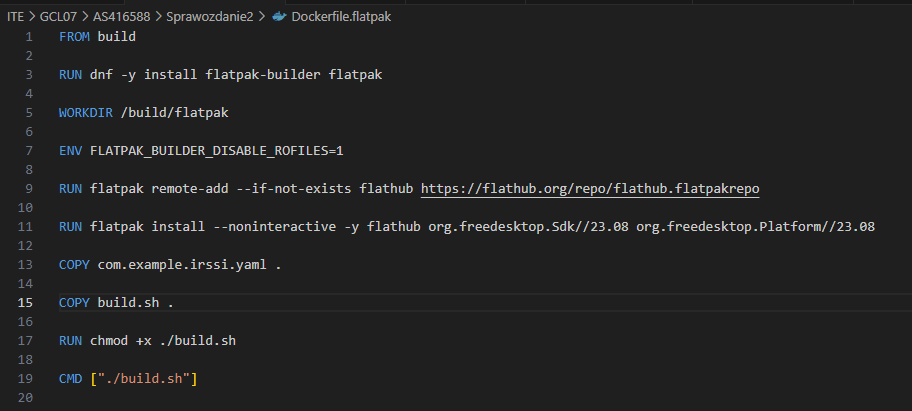 ITE > GCL07 > AS416588 > Sprawozdanie2 > Dockerfile.flatpak
1 FROM build
2
3 RUN dnf -y install flatpak-builder flatpak
4
5 WORKDIR /build/flatpak
6
7 ENV FLATPAK_BUILDER_DISABLE_ROFILES=1
8
9 RUN flatpak remote-add --if-not-exists flathub https://flathub.org/repo/flathub.flatpakrepo
10
11 RUN flatpak install --noninteractive -y flathub org.freedesktop.Sdk//23.08 org.freedesktop.Platform//23.08
12
13 COPY com.example.irssi.yaml .
14
15 COPY build.sh .
16
17 RUN chmod +x ./build.sh
18
19 CMD ["./build.sh"]
20